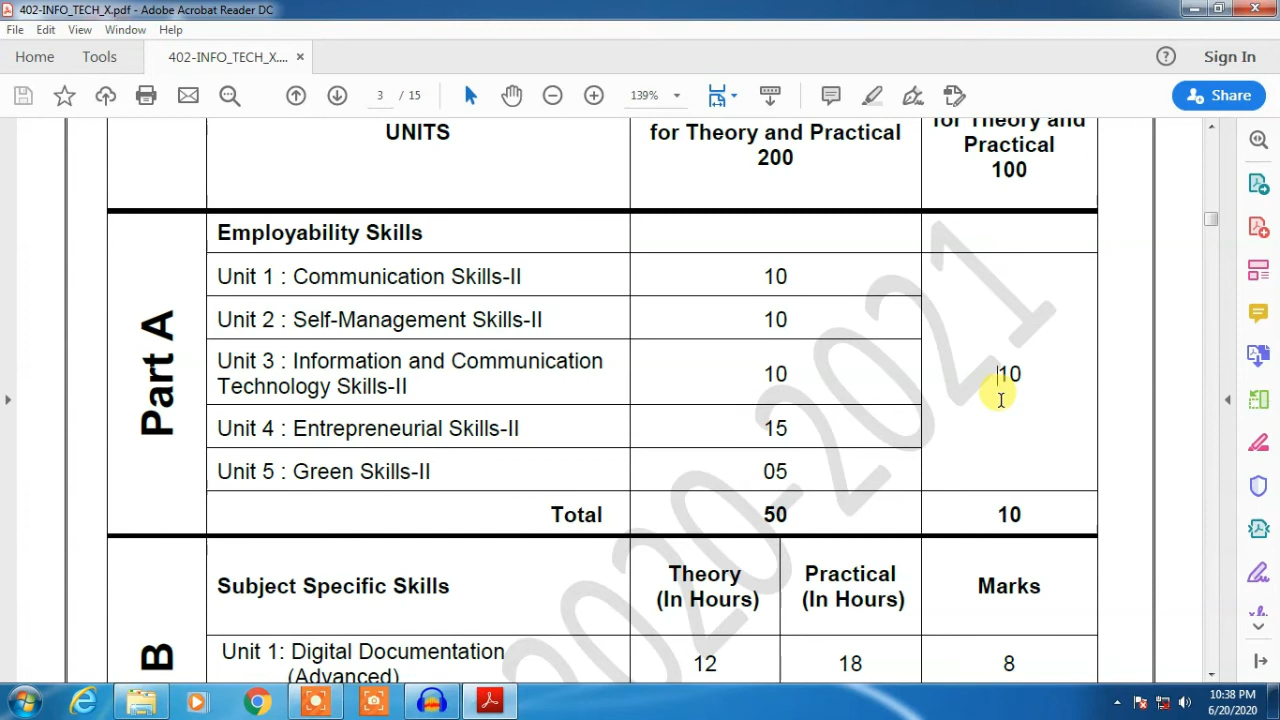 402-INFO_TECH_X.pdf - Adobe Acrobat Reader DC
File Edit View Window Help
Home Tools 402-INFO_TECH_X.... × Sign In
3 / 15 139% Share
UNITS
for Theory and Practical
200
for Theory and
Practical
100
Part A
Employability Skills
Unit 1 : Communication Skills-II 10
Unit 2 : Self-Management Skills-II 10
Unit 3 : Information and Communication
Technology Skills-II 10 10
Unit 4 : Entrepreneurial Skills-II 15
Unit 5 : Green Skills-II 05
Total 50 10
B
Subject Specific Skills
Theory
(In Hours)
Practical
(In Hours)
Marks
Unit 1: Digital Documentation
(Advanced) 12 18 8
2020-2021
10:38 PM
6/20/2020